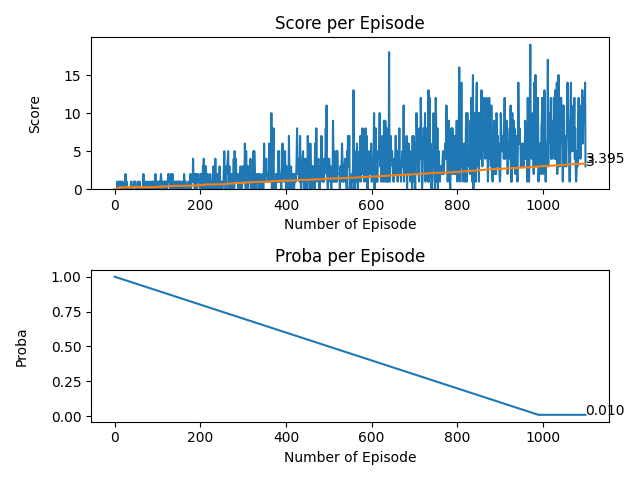 Score per Episode
15
10
5
0
Score
3.395
3
0 200 400 600 800 1000
Number of Episode
Proba per Episode
1.00
0.75
0.50
0.25
0.00
Proba
0.010
0 200 400 600 800 1000
Number of Episode